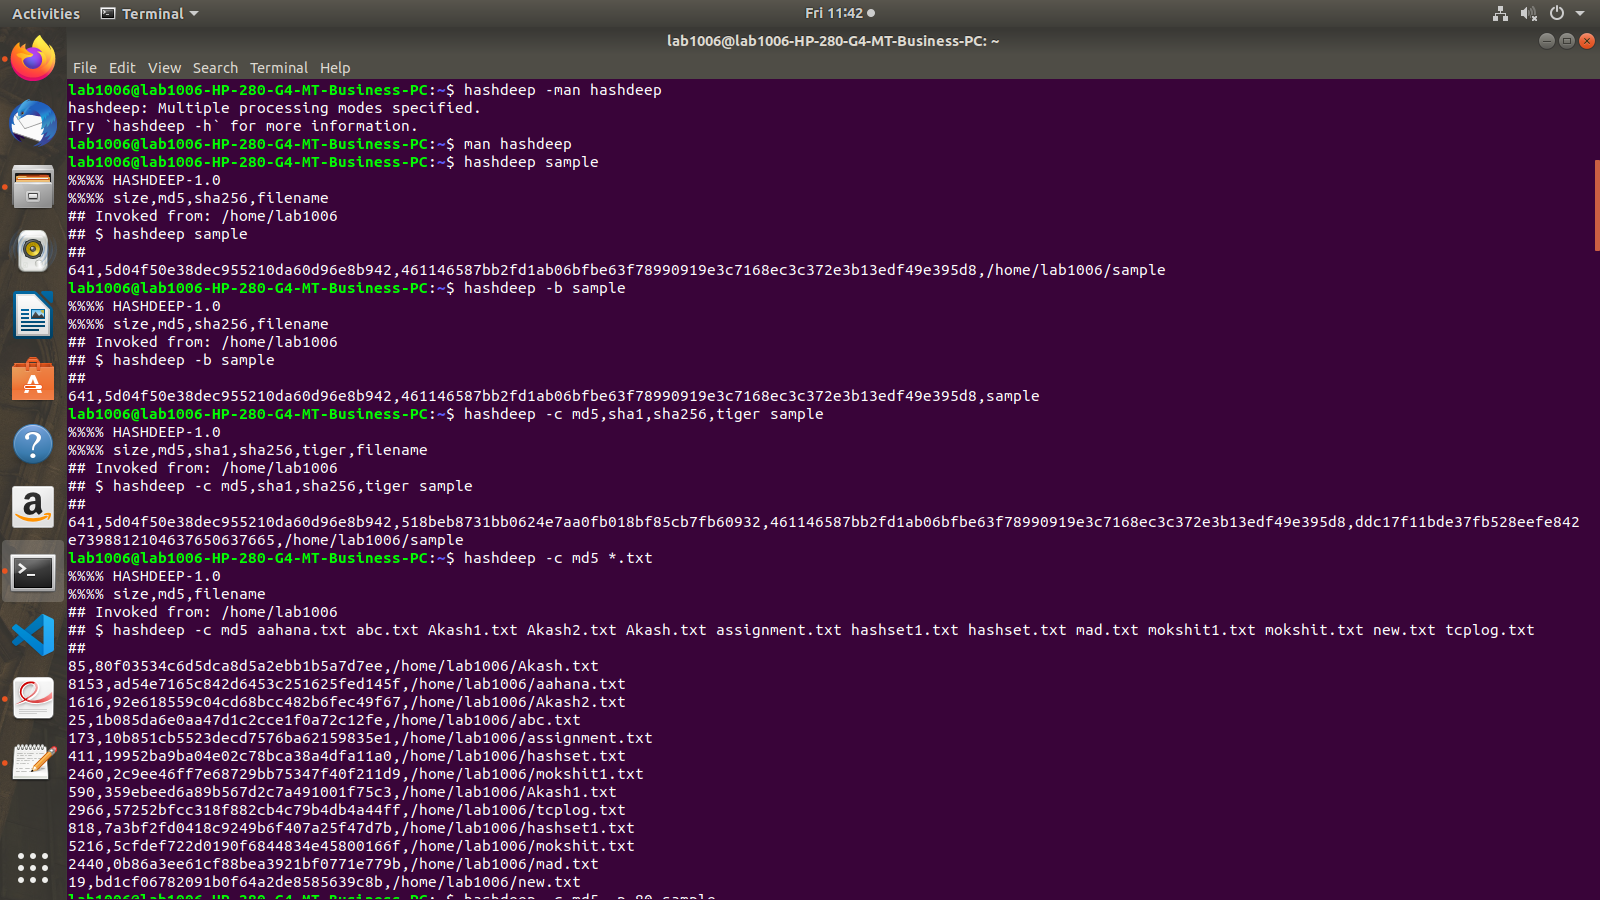 Activities
Terminal
Fri 11:42
lab1006@lab1006-HP-280-G4-MT-Business-PC: ~
File Edit View Search Terminal Help
lab1006@lab1006-HP-280-G4-MT-Business-PC:~$ hashdeep -man hashdeep
hashdeep: Multiple processing modes specified.
Try `hashdeep -h` for more information.
lab1006@lab1006-HP-280-G4-MT-Business-PC:~$ man hashdeep
lab1006@lab1006-HP-280-G4-MT-Business-PC:~$ hashdeep sample
%%%% HASHDEEP-1.0
%%%% size,md5,sha256,filename
## Invoked from: /home/lab1006
## $ hashdeep sample
##
641,5d04f50e38dec955210da60d96e8b942,461146587bb2fd1ab06bfbe63f78990919e3c7168ec3c372e3b13edf49e395d8,/home/lab1006/sample
lab1006@lab1006-HP-280-G4-MT-Business-PC:~$ hashdeep -b sample
%%%% HASHDEEP-1.0
%%%% size,md5,sha256,filename
## Invoked from: /home/lab1006
## $ hashdeep -b sample
##
641,5d04f50e38dec955210da60d96e8b942,461146587bb2fd1ab06bfbe63f78990919e3c7168ec3c372e3b13edf49e395d8,sample
lab1006@lab1006-HP-280-G4-MT-Business-PC:~$ hashdeep -c md5,sha1,sha256,tiger sample
%%%% HASHDEEP-1.0
%%%% size,md5,sha1,sha256,tiger,filename
## Invoked from: /home/lab1006
## $ hashdeep -c md5,sha1,sha256,tiger sample
##
641,5d04f50e38dec955210da60d96e8b942,518beb8731bb0624e7aa0fb018bf85cb7fb60932,461146587bb2fd1ab06bfbe63f78990919e3c7168ec3c372e3b13edf49e395d8,ddc17f11bde37fb528eefe842
e7398812104637650637665,/home/lab1006/sample
lab1006@lab1006-HP-280-G4-MT-Business-PC:~$ hashdeep -c md5 *.txt
%%%% HASHDEEP-1.0
%%%% size,md5,filename
## Invoked from: /home/lab1006
## $ hashdeep -c md5 aahana.txt abc.txt Akash1.txt Akash2.txt Akash.txt assignment.txt hashset1.txt hashset.txt mad.txt mokshit1.txt mokshit.txt new.txt tcplog.txt
##
85,80f03534c6d5dca8d5a2ebb1b5a7d7ee,/home/lab1006/Akash.txt
8153,ad54e7165c842d6453c251625fed145f,/home/lab1006/aahana.txt
1616,92e618559c04cd68bcc482b6fec49f67,/home/lab1006/Akash2.txt
25,1b085da6e0aa47d1c2cce1f0a72c12fe,/home/lab1006/abc.txt
173,10b851cb5523decd7576ba62159835e1,/home/lab1006/assignment.txt
411,19952ba9ba04e02c78bca38a4dfa11a0,/home/lab1006/hashset.txt
2460,2c9ee46ff7e68729bb75347f40f211d9,/home/lab1006/mokshit1.txt
590,359ebeed6a89b567d2c7a491001f75c3,/home/lab1006/Akash1.txt
2966,57252bfcc318f882cb4c79b4db4a44ff,/home/lab1006/tcplog.txt
818,7a3bf2fd0418c9249b6f407a25f47d7b,/home/lab1006/hashset1.txt
5216,5cfdef722d0190f6844834e45800166f,/home/lab1006/mokshit.txt
2440,0b86a3ee61cf88bea3921bf0771e779b,/home/lab1006/mad.txt
19,bd1cf06782091b0f64a2de8585639c8b,/home/lab1006/new.txt
lab1006@lab1006-HP-280-G4-MT-Business-PC:~$ hashdeep -c md5 -p 80 sample